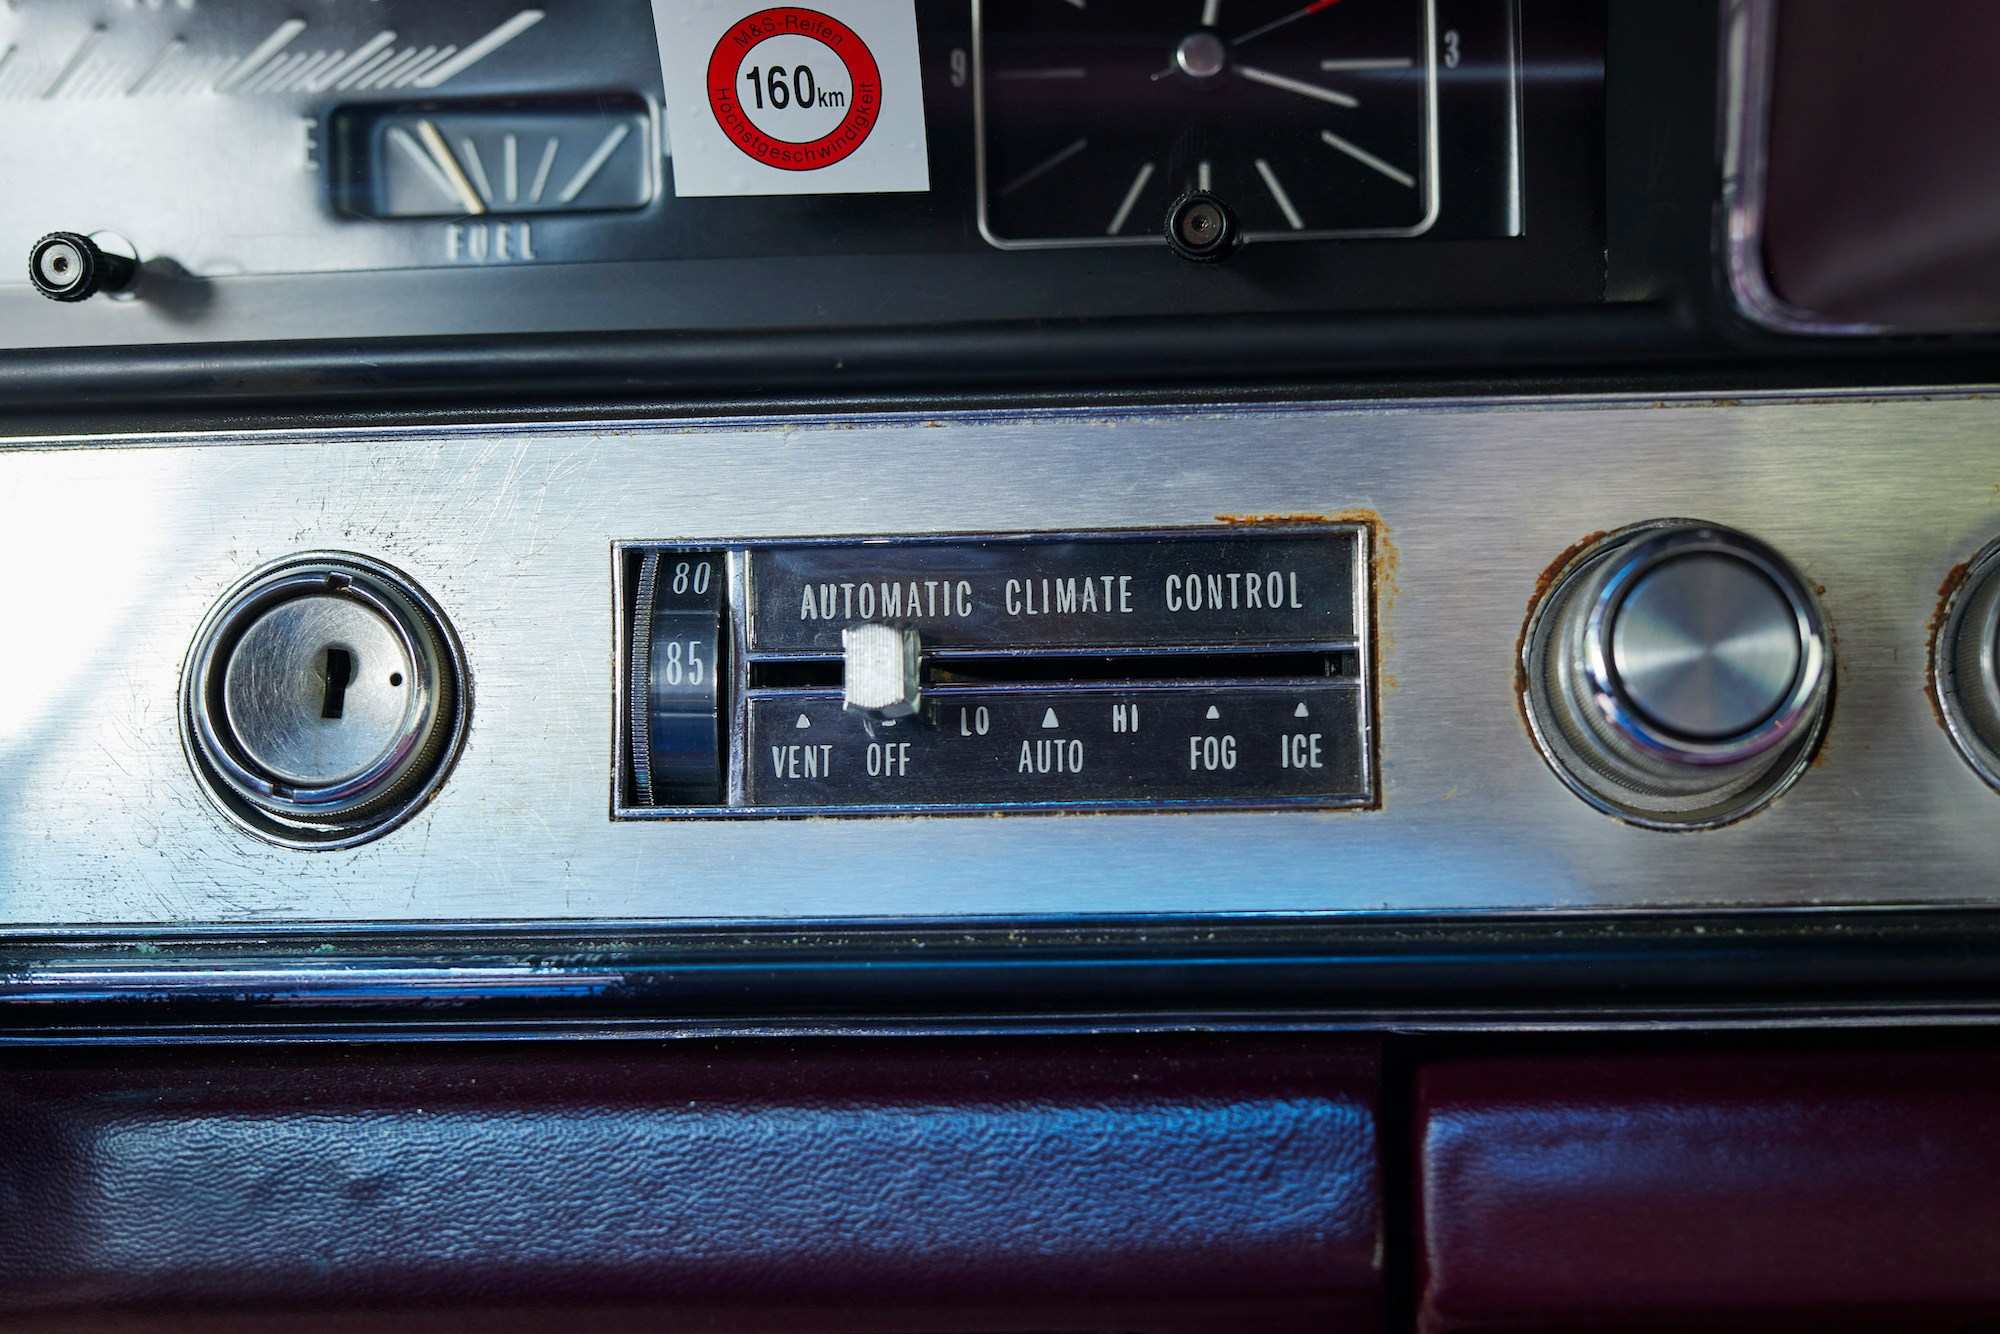 M&S-Reifen
160km
Höchstgeschwindigkeit
9
3
E
FUEL
80
85
AUTOMATIC CLIMATE CONTROL
LO HI
VENT OFF AUTO FOG ICE